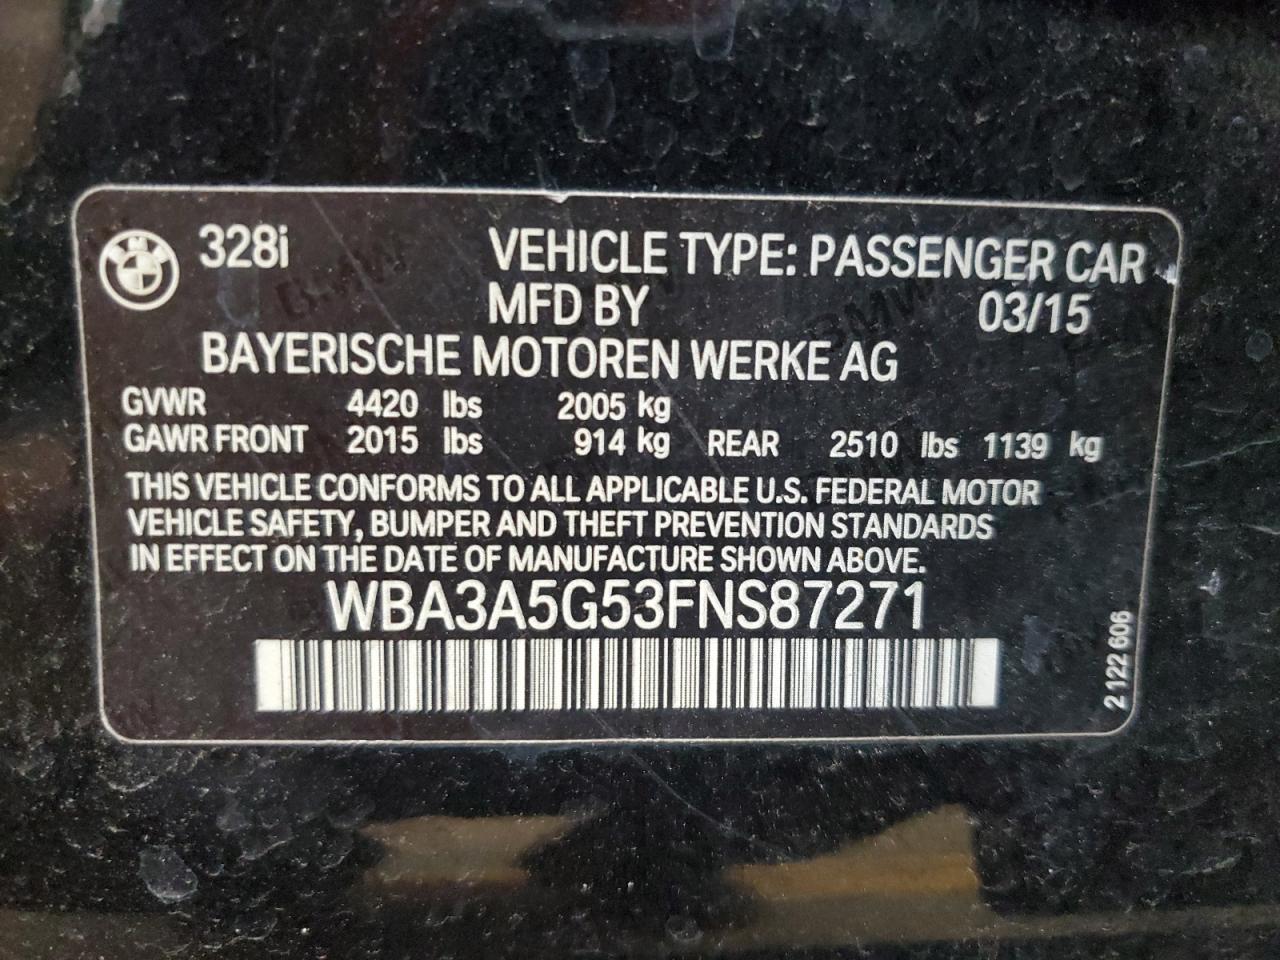 328i VEHICLE TYPE: PASSENGER CAR
MFD BY 03/15
BAYERISCHE MOTOREN WERKE AG
GVWR 4420 lbs 2005 kg
GAWR FRONT 2015 lbs 914 kg REAR 2510 lbs 1139 kg
THIS VEHICLE CONFORMS TO ALL APPLICABLE U.S. FEDERAL MOTOR
VEHICLE SAFETY, BUMPER AND THEFT PREVENTION STANDARDS
IN EFFECT ON THE DATE OF MANUFACTURE SHOWN ABOVE.
WBA3A5G53FNS87271
2 122 606